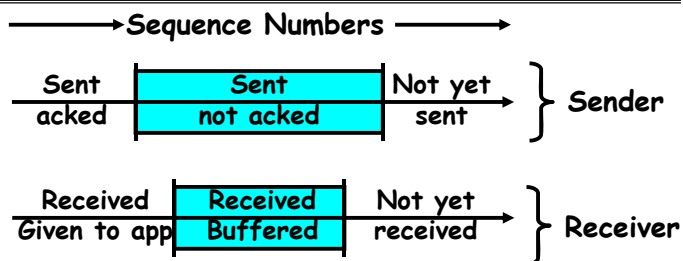 Sequence Numbers
Sent Sent Not yet
acked not acked sent
Sender
Received Received Not yet
Given to app Buffered received
Receiver